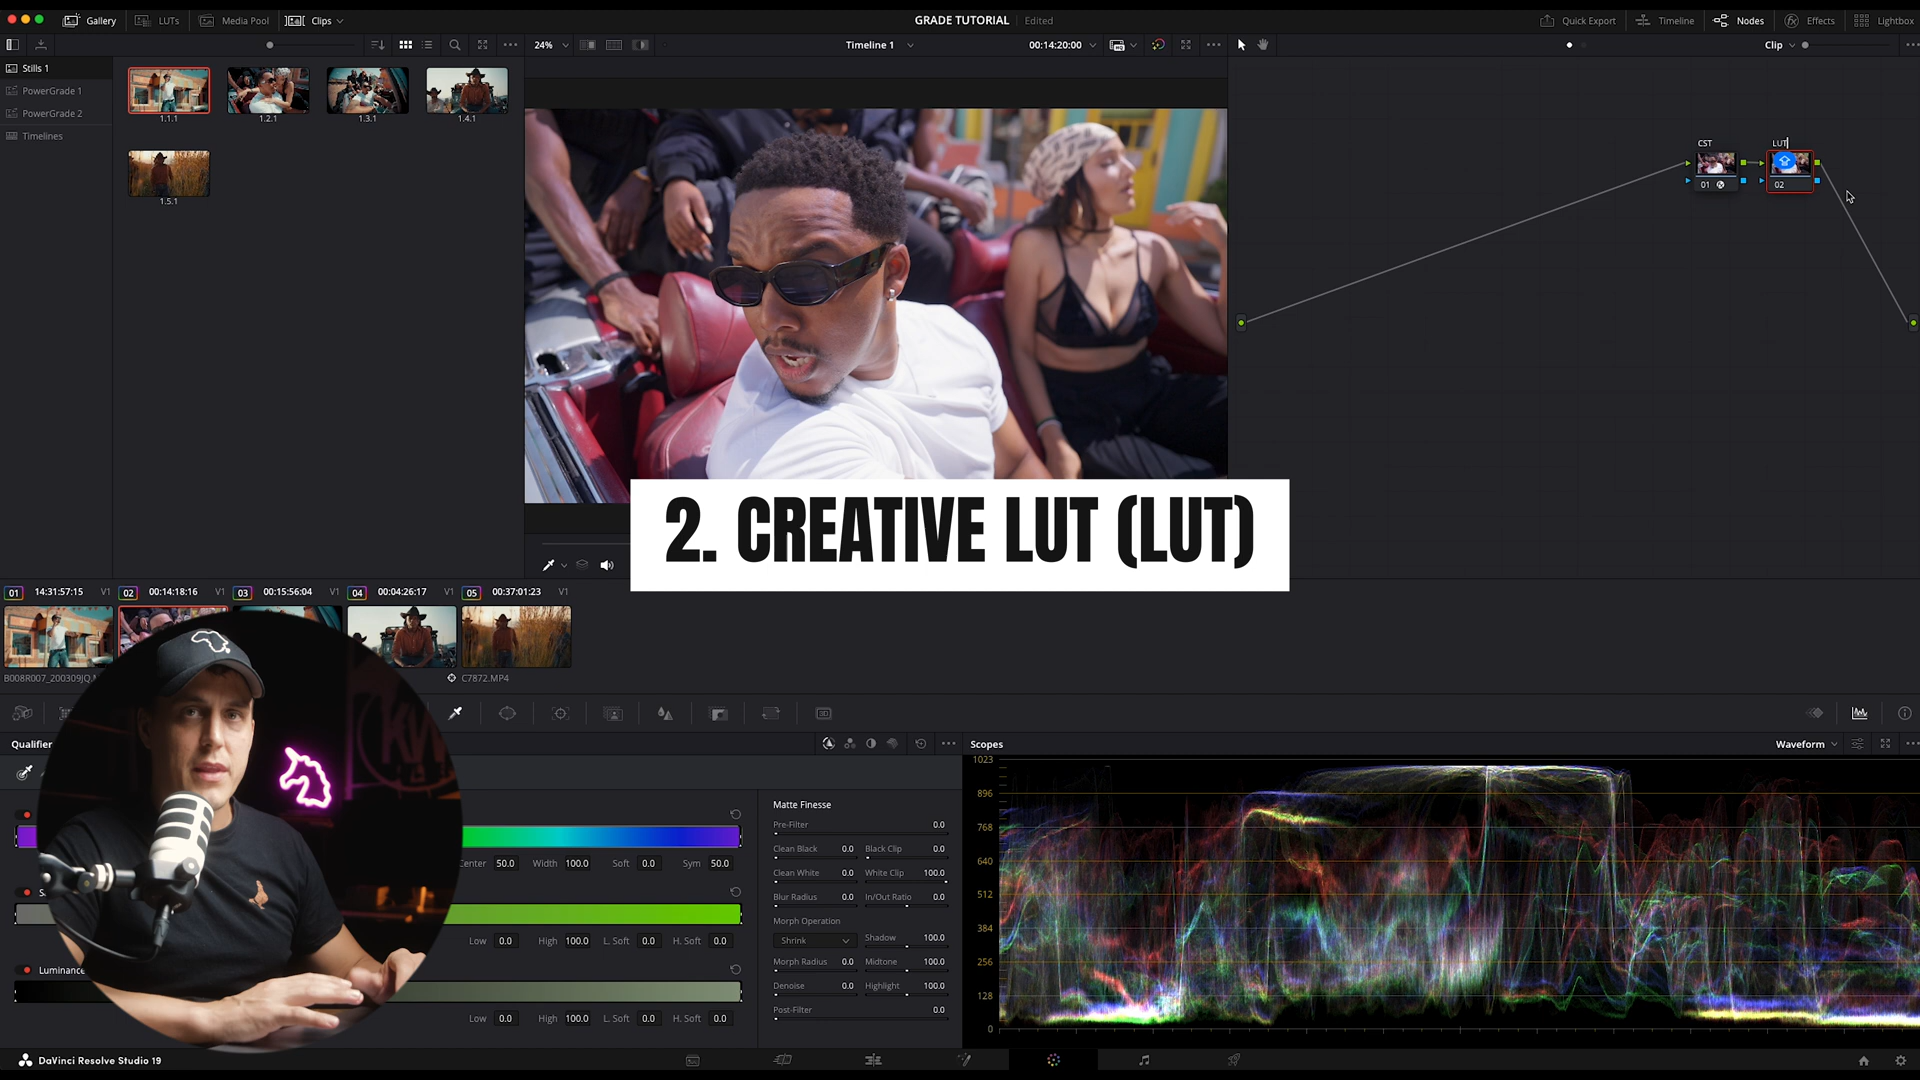 Gallery
LUTs
Media Pool
Clips
GRADE TUTORIAL
Edited
Quick Export
Timeline
Nodes
Effects
Lightbox
24%
Timeline 1
00:14:20:00
Clip
Stills 1
PowerGrade 1
PowerGrade 2
Timelines
1.1.1
1.2.1
1.3.1
1.4.1
1.5.1
CST
LUT
01
02
2. CREATIVE LUT (LUT)
01 14:31:57:15 V1
02 00:14:18:16 V1
03 00:15:56:04 V1
04 00:04:26:17 V1
05 00:37:01:23 V1
B008R007_200309JQ
C7872.MP4
Qualifier
Scopes
Waveform
Width 100.0
Soft 0.0
Sym 50.0
50.0
Low 0.0
High 100.0
L. Soft 0.0
H. Soft 0.0
Luminance
Low 0.0
High 100.0
L. Soft 0.0
H. Soft 0.0
Matte Finesse
Pre-Filter 0.0
Clean Black 0.0
Black Clip 0.0
Clean White 0.0
White Clip 100.0
Blur Radius 0.0
In/Out Ratio 0.0
Morph Operation
Shrink
Shadow 100.0
Morph Radius 0.0
Midtone 100.0
Denoise 0.0
Highlight 100.0
Post-Filter 0.0
1023
896
768
640
512
384
256
128
0
DaVinci Resolve Studio 19